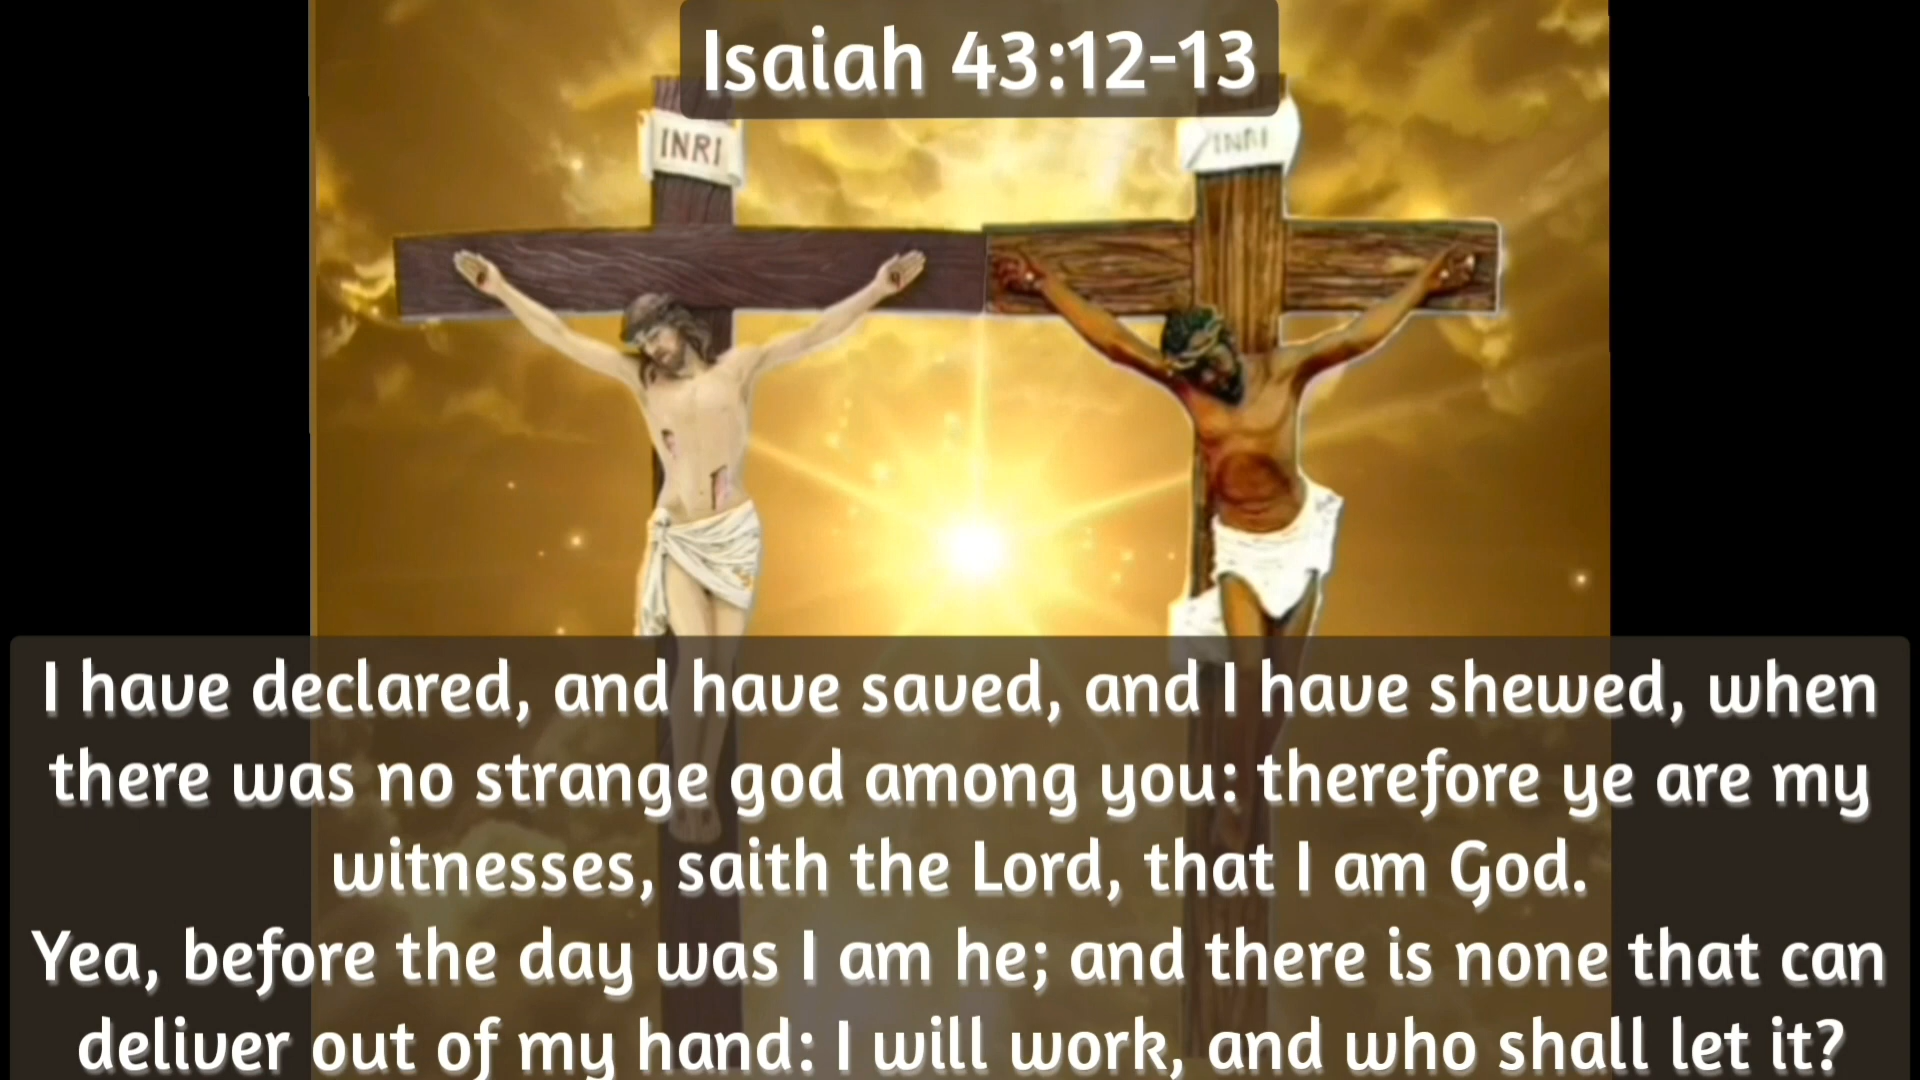 Isaiah 43:12-13
INRI
INRI
I have declared, and have saved, and I have shewed, when
there was no strange god among you: therefore ye are my
witnesses, saith the Lord, that I am God.
Yea, before the day was I am he; and there is none that can
deliver out of my hand: I will work, and who shall let it?